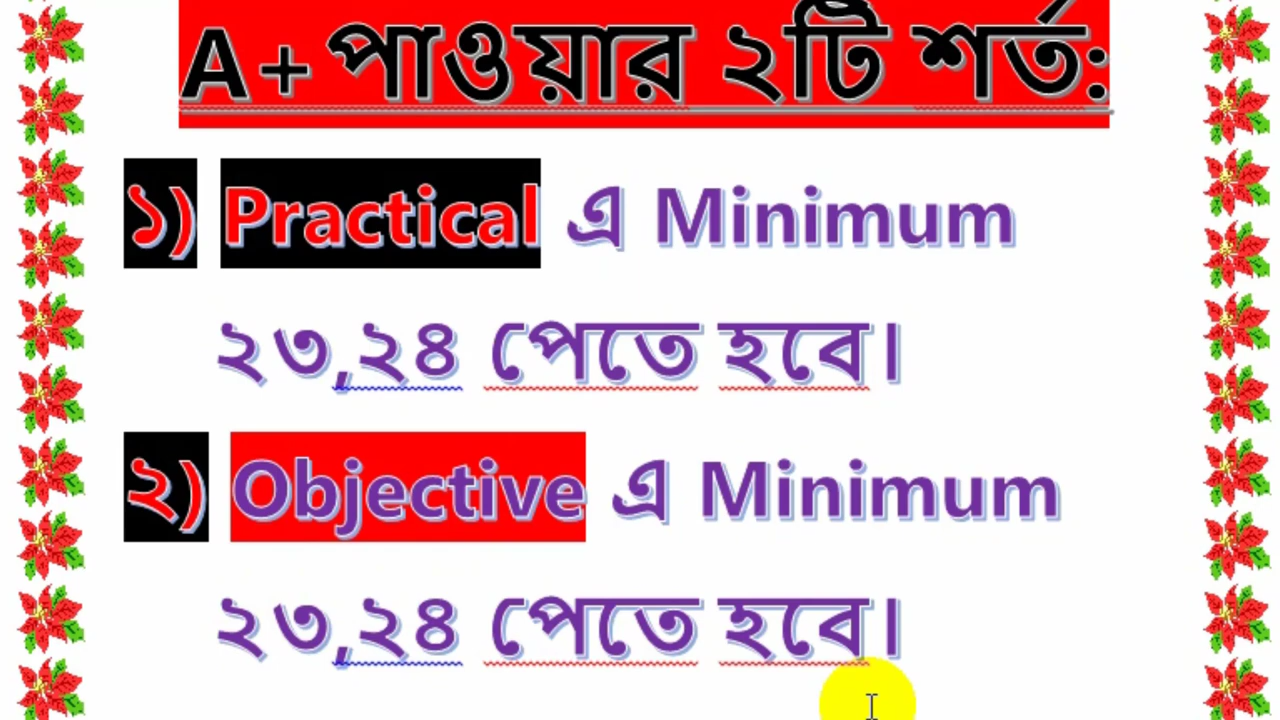 A+ পাওয়ার ২টি শর্ত:
১) Practical এ Minimum
২৩,২৪ পেতে হবে।
২) Objective এ Minimum
২৩,২৪ পেতে হবে।